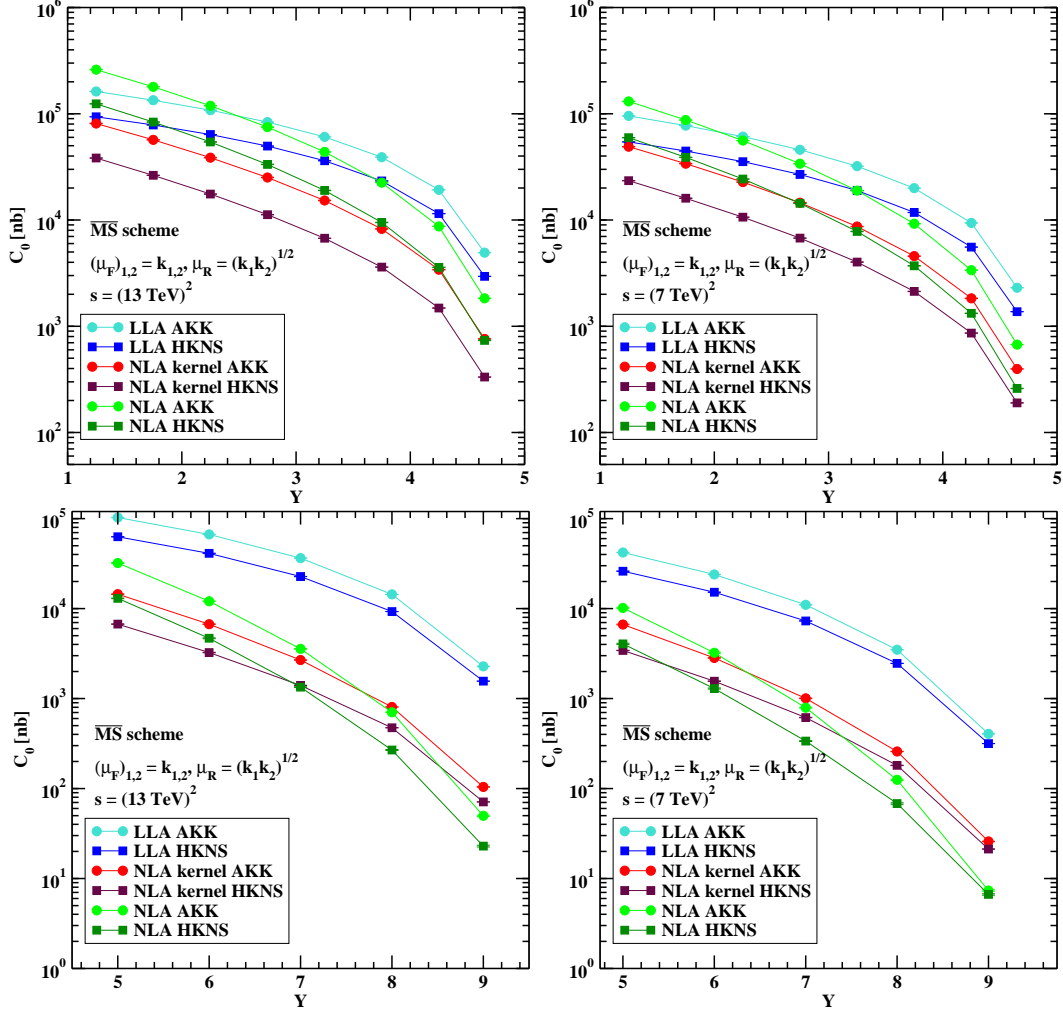 10^6
10^5
10^4
10^3
10^2
C_0 [nb]
MS scheme
(μ_F)_{1,2} = k_{1,2}, μ_R = (k_1k_2)^{1/2}
s = (13 TeV)^2
LLA AKK
LLA HKNS
NLA kernel AKK
NLA kernel HKNS
NLA AKK
NLA HKNS
1 2 3 4 5
Y
10^6
10^5
10^4
10^3
10^2
C_0 [nb]
MS scheme
(μ_F)_{1,2} = k_{1,2}, μ_R = (k_1k_2)^{1/2}
s = (7 TeV)^2
LLA AKK
LLA HKNS
NLA kernel AKK
NLA kernel HKNS
NLA AKK
NLA HKNS
1 2 3 4 5
Y
10^5
10^4
10^3
10^2
10^1
10^0
C_0 [nb]
MS scheme
(μ_F)_{1,2} = k_{1,2}, μ_R = (k_1k_2)^{1/2}
s = (13 TeV)^2
LLA AKK
LLA HKNS
NLA kernel AKK
NLA kernel HKNS
NLA AKK
NLA HKNS
5 6 7 8 9
Y
10^5
10^4
10^3
10^2
10^1
10^0
C_0 [nb]
MS scheme
(μ_F)_{1,2} = k_{1,2}, μ_R = (k_1k_2)^{1/2}
s = (7 TeV)^2
LLA AKK
LLA HKNS
NLA kernel AKK
NLA kernel HKNS
NLA AKK
NLA HKNS
5 6 7 8 9
Y